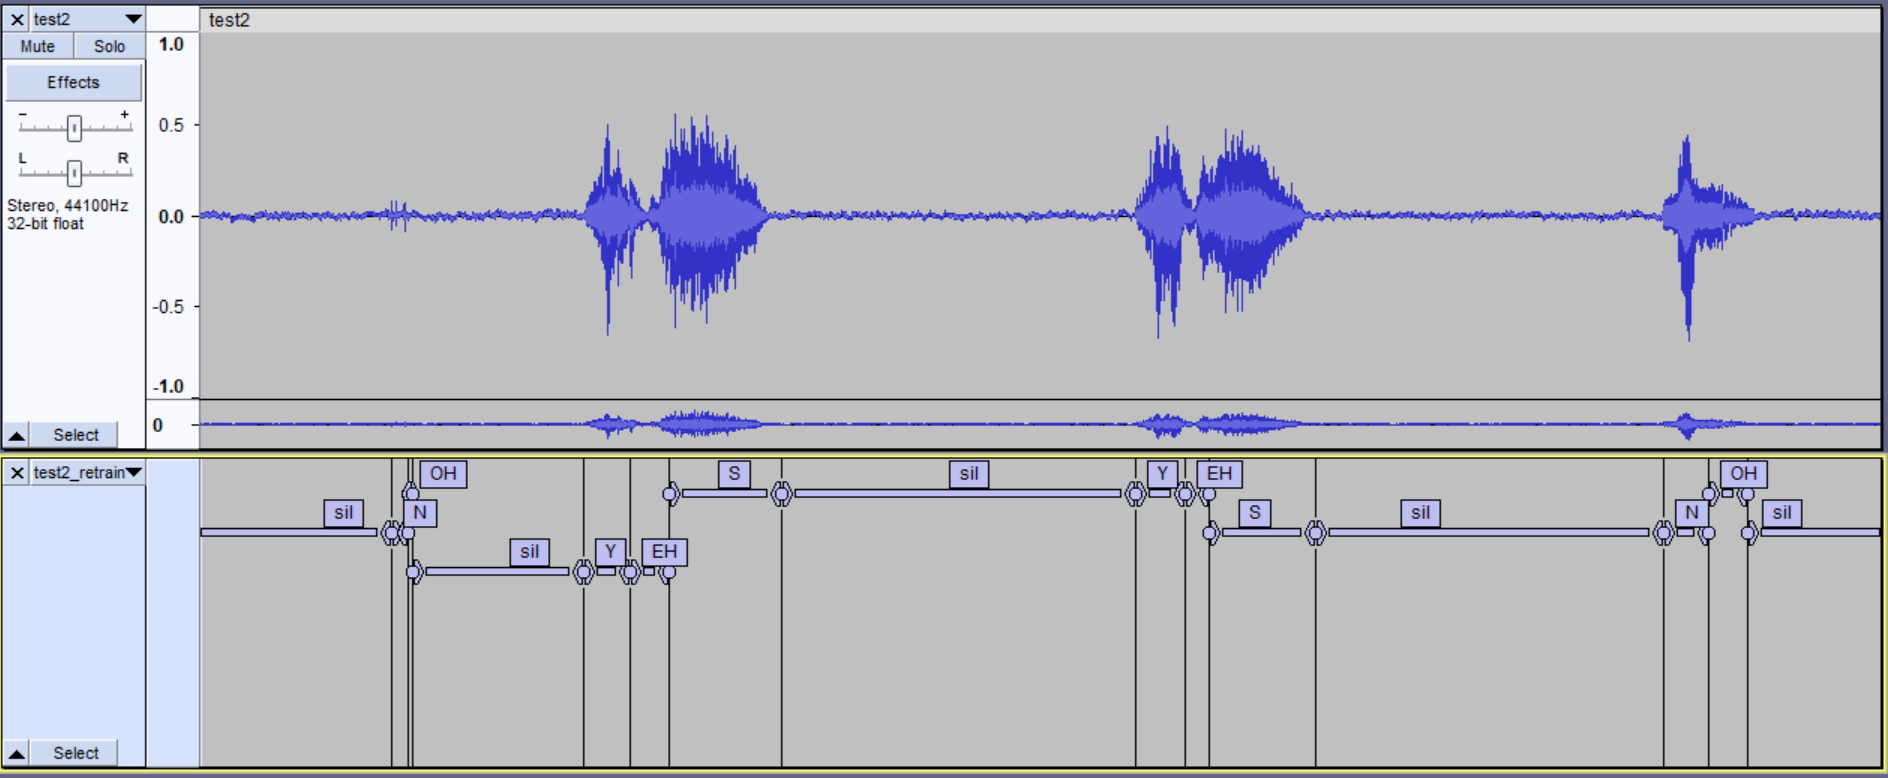 test2
test2
Mute Solo
1.0
Effects
- +
0.5
L R
Stereo, 44100Hz
32-bit float
0.0
-0.5
-1.0
Select
0
test2_retrain
OH S sil Y EH OH
sil N S sil N sil
sil Y EH
Select